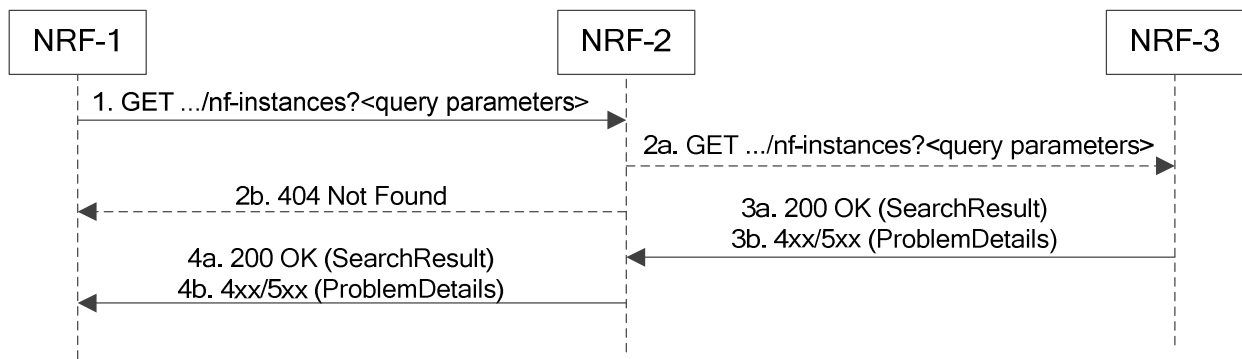 NRF-1
NRF-2
NRF-3
1. GET .../nf-instances?<query parameters>
2a. GET .../nf-instances?<query parameters>
2b. 404 Not Found
3a. 200 OK (SearchResult)
3b. 4xx/5xx (ProblemDetails)
4a. 200 OK (SearchResult)
4b. 4xx/5xx (ProblemDetails)